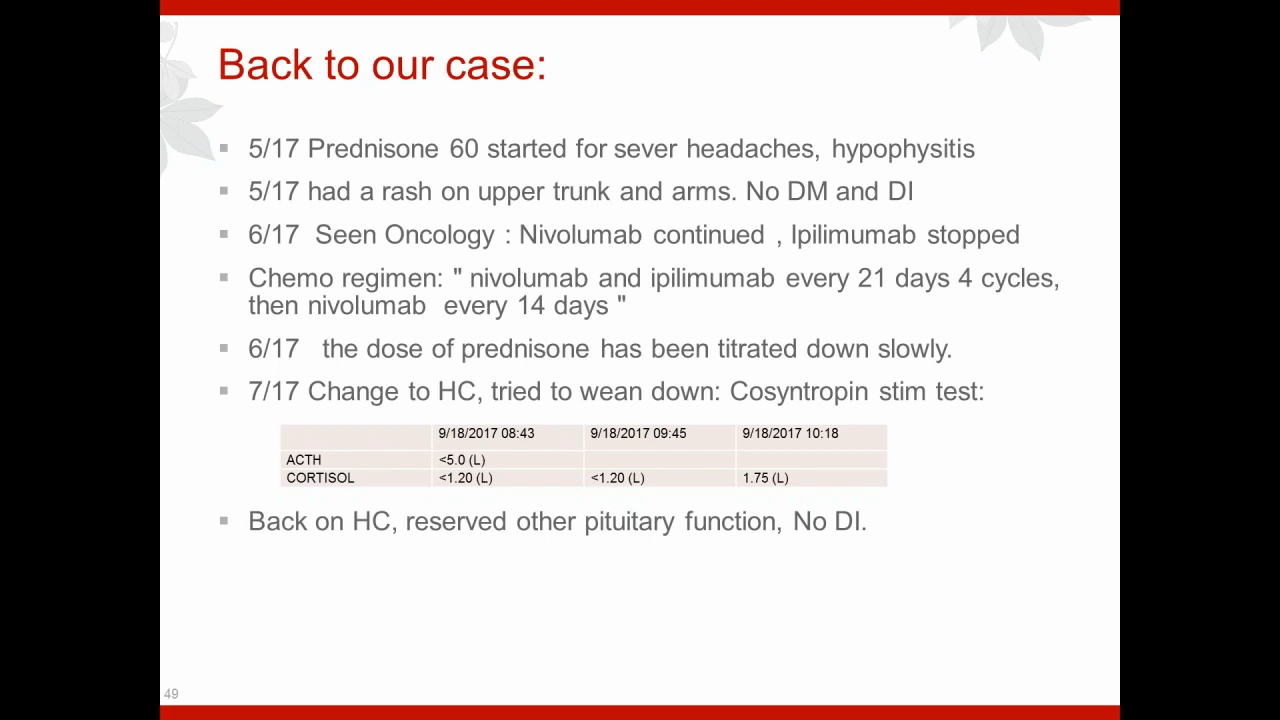 Back to our case:
5/17 Prednisone 60 started for sever headaches, hypophysitis
5/17 had a rash on upper trunk and arms. No DM and DI
6/17 Seen Oncology : Nivolumab continued , Ipilimumab stopped
Chemo regimen: " nivolumab and ipilimumab every 21 days 4 cycles,
then nivolumab every 14 days "
6/17 the dose of prednisone has been titrated down slowly.
7/17 Change to HC, tried to wean down: Cosyntropin stim test:
9/18/2017 08:43 9/18/2017 09:45 9/18/2017 10:18
ACTH <5.0 (L)
CORTISOL <1.20 (L) <1.20 (L) 1.75 (L)
Back on HC, reserved other pituitary function, No DI.
49